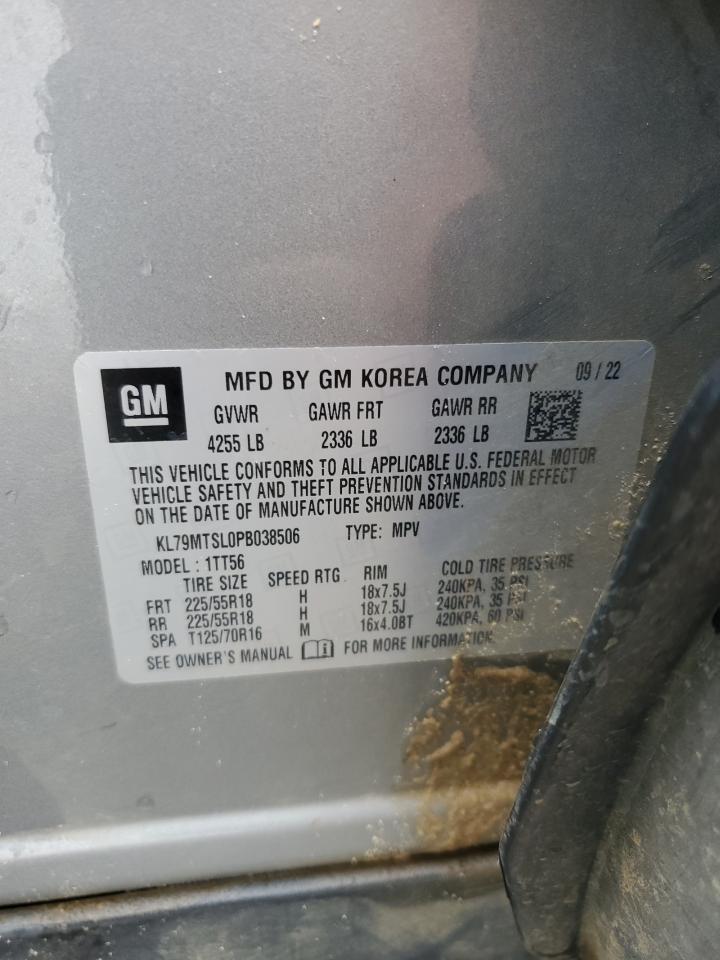 GM
MFD BY GM KOREA COMPANY 09 / 22
GVWR GAWR FRT GAWR RR
4255 LB 2336 LB 2336 LB
THIS VEHICLE CONFORMS TO ALL APPLICABLE U.S. FEDERAL MOTOR
VEHICLE SAFETY AND THEFT PREVENTION STANDARDS IN EFFECT
ON THE DATE OF MANUFACTURE SHOWN ABOVE.
KL79MTSL0PB038506 TYPE: MPV
MODEL : 1TT56
TIRE SIZE SPEED RTG RIM COLD TIRE PRESSURE
FRT 225/55R18 H 18x7.5J 240KPA, 35 PSI
RR 225/55R18 H 18x7.5J 240KPA, 35 PSI
SPA T125/70R16 M 16x4.0BT 420KPA, 60 PSI
SEE OWNER'S MANUAL FOR MORE INFORMATION